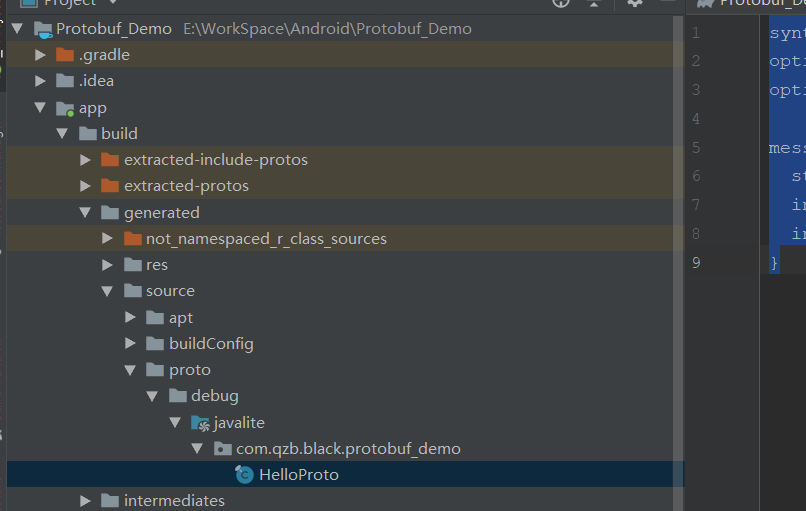 Project
Protobuf_Demo E:\WorkSpace\Android\Protobuf_Demo
.gradle
.idea
app
build
extracted-include-protos
extracted-protos
generated
not_namespaced_r_class_sources
res
source
apt
buildConfig
proto
debug
javalite
com.qzb.black.protobuf_demo
HelloProto
intermediates
Protobuf_De
1 synt
2 opti
3 opti
4
5 mess
6 st
7 in
8 in
9 }